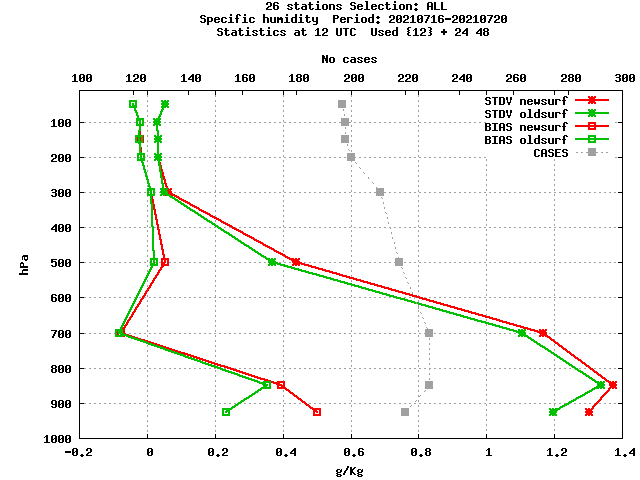 26 stations Selection: ALL
Specific humidity  Period: 20210716-20210720
Statistics at 12 UTC  Used {12} + 24 48
No cases
100 120 140 160 180 200 220 240 260 280 300
STDV newsurf
STDV oldsurf
BIAS newsurf
BIAS oldsurf
CASES
100
200
300
400
500
600
700
800
900
1000
hPa
-0.2 0 0.2 0.4 0.6 0.8 1 1.2 1.4
g/Kg